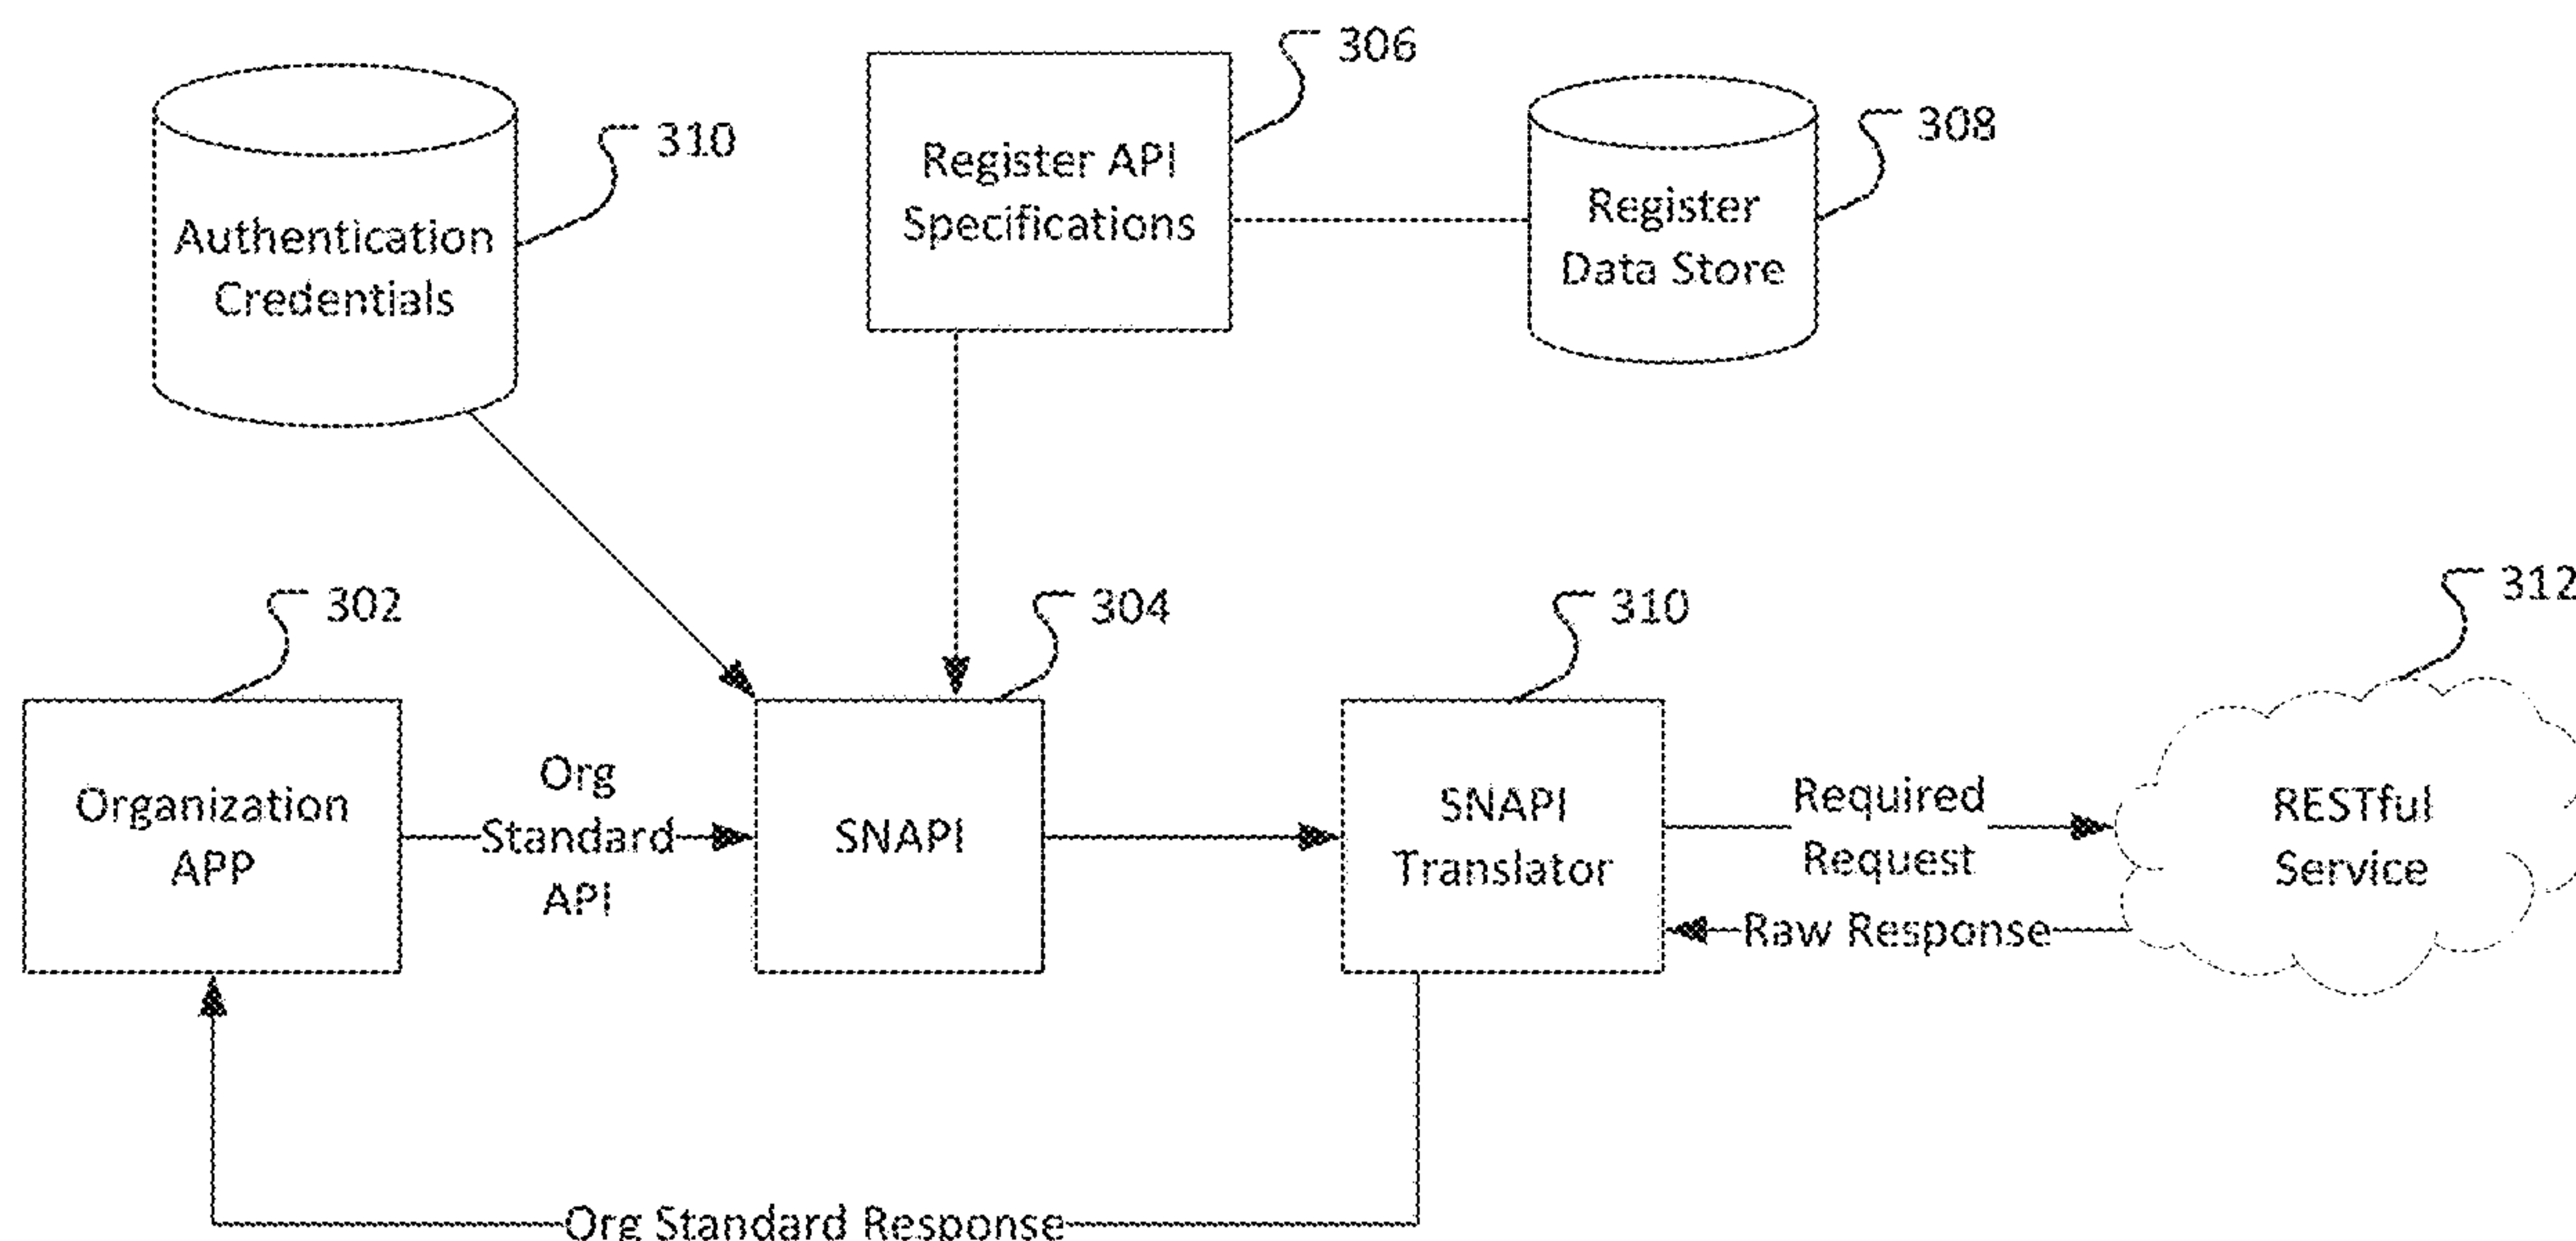 306
310
308
Register API
Specifications
Register
Data Store
Authentication
Credentials
302
304
310
312
Organization
APP
Org
Standard
API
SNAPI
SNAPI
Translator
Required
Request
Raw Response
RESTful
Service
Org Standard Response